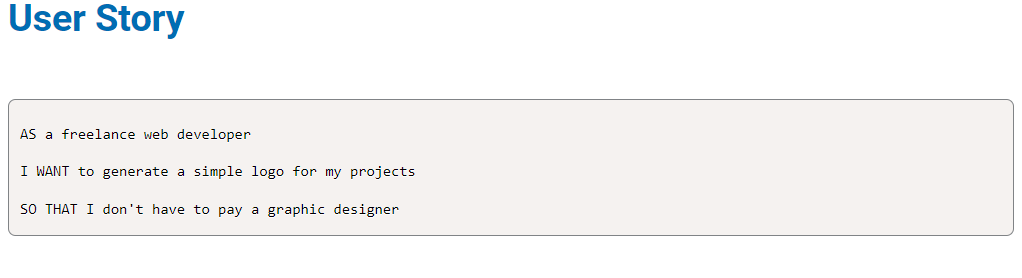 User Story
AS a freelance web developer
I WANT to generate a simple logo for my projects
SO THAT I don't have to pay a graphic designer